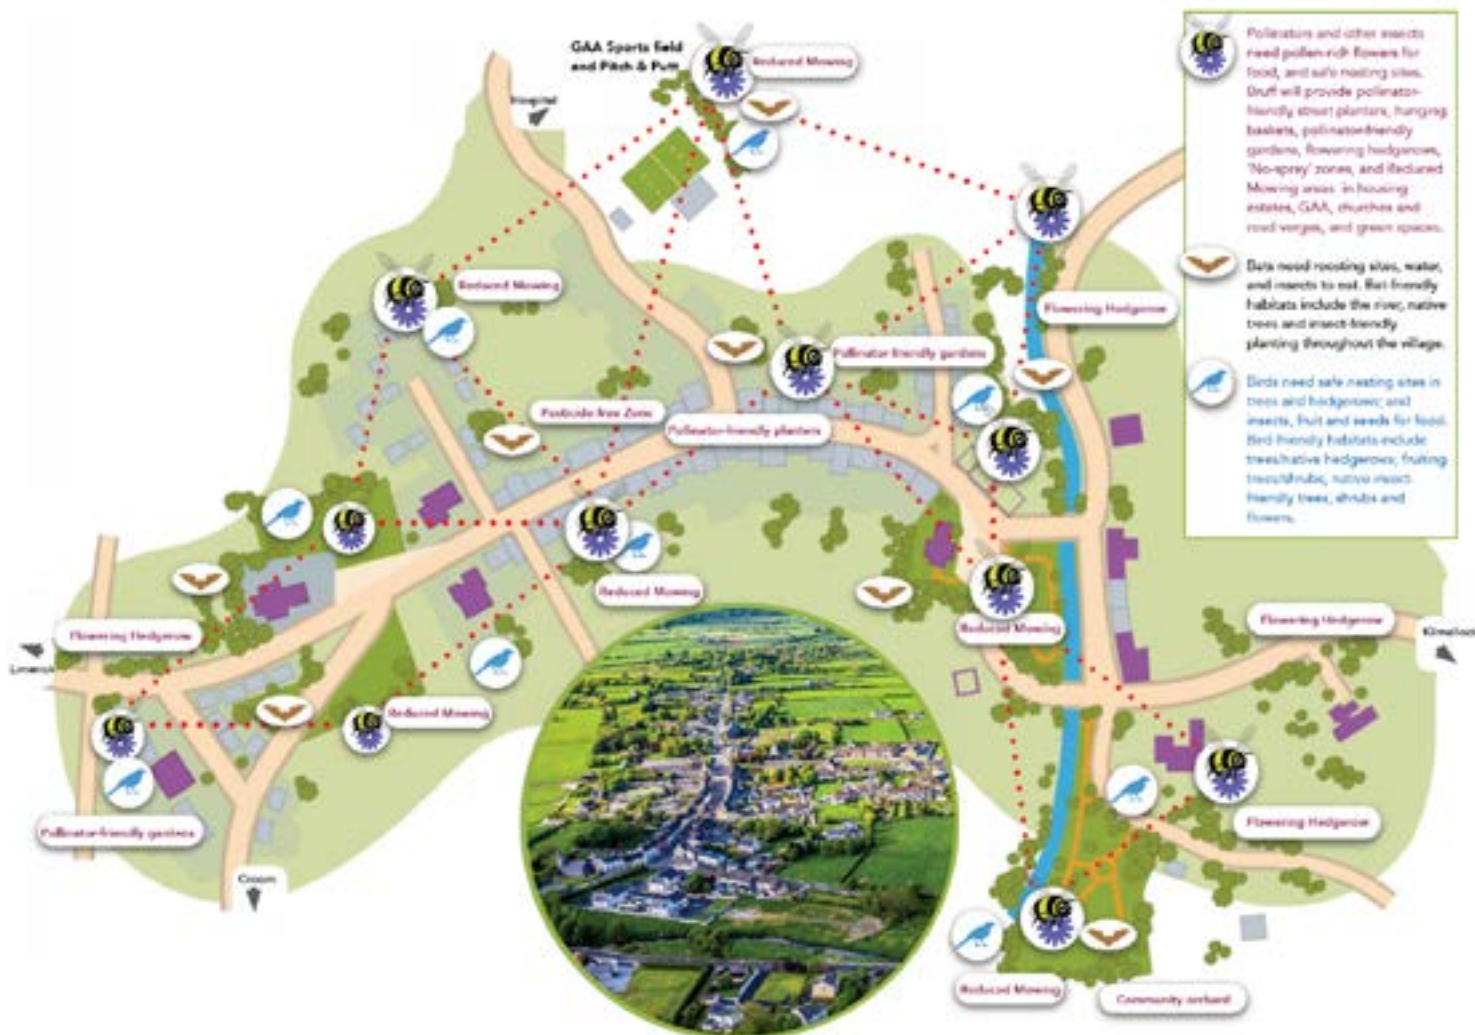 GAA Sports field
and Pitch & Putt
Reduced Mowing
Hospital
Reduced Mowing
Flowering Hedgerow
Pollinator-friendly gardens
Pesticide-free Zone
Pollinator-friendly planters
Reduced Mowing
Flowering Hedgerow
Limerick
Reduced Mowing
Flowering Hedgerow
Kilmallock
Reduced Mowing
Pollinator-friendly gardens
Flowering Hedgerow
Croom
Reduced Mowing
Community orchard
Pollinators and other insects
need pollen-rich flowers for
food, and safe nesting sites.
Bruff will provide pollinator-
friendly street planters, hanging
baskets, pollinator-friendly
gardens, flowering hedgerows,
'No-spray' zones, and Reduced
Mowing areas in housing
estates, GAA, churches and
road verges, and green spaces.
Bats need roosting sites, water,
and insects to eat. Bat-friendly
habitats include the river, native
trees and insect-friendly
planting throughout the village.
Birds need safe nesting sites in
trees and hedgerows; and
insects, fruit and seeds for food.
Bird-friendly habitats include
trees/native hedgerows; fruiting
trees/shrubs; native insect-
friendly trees, shrubs and
flowers.